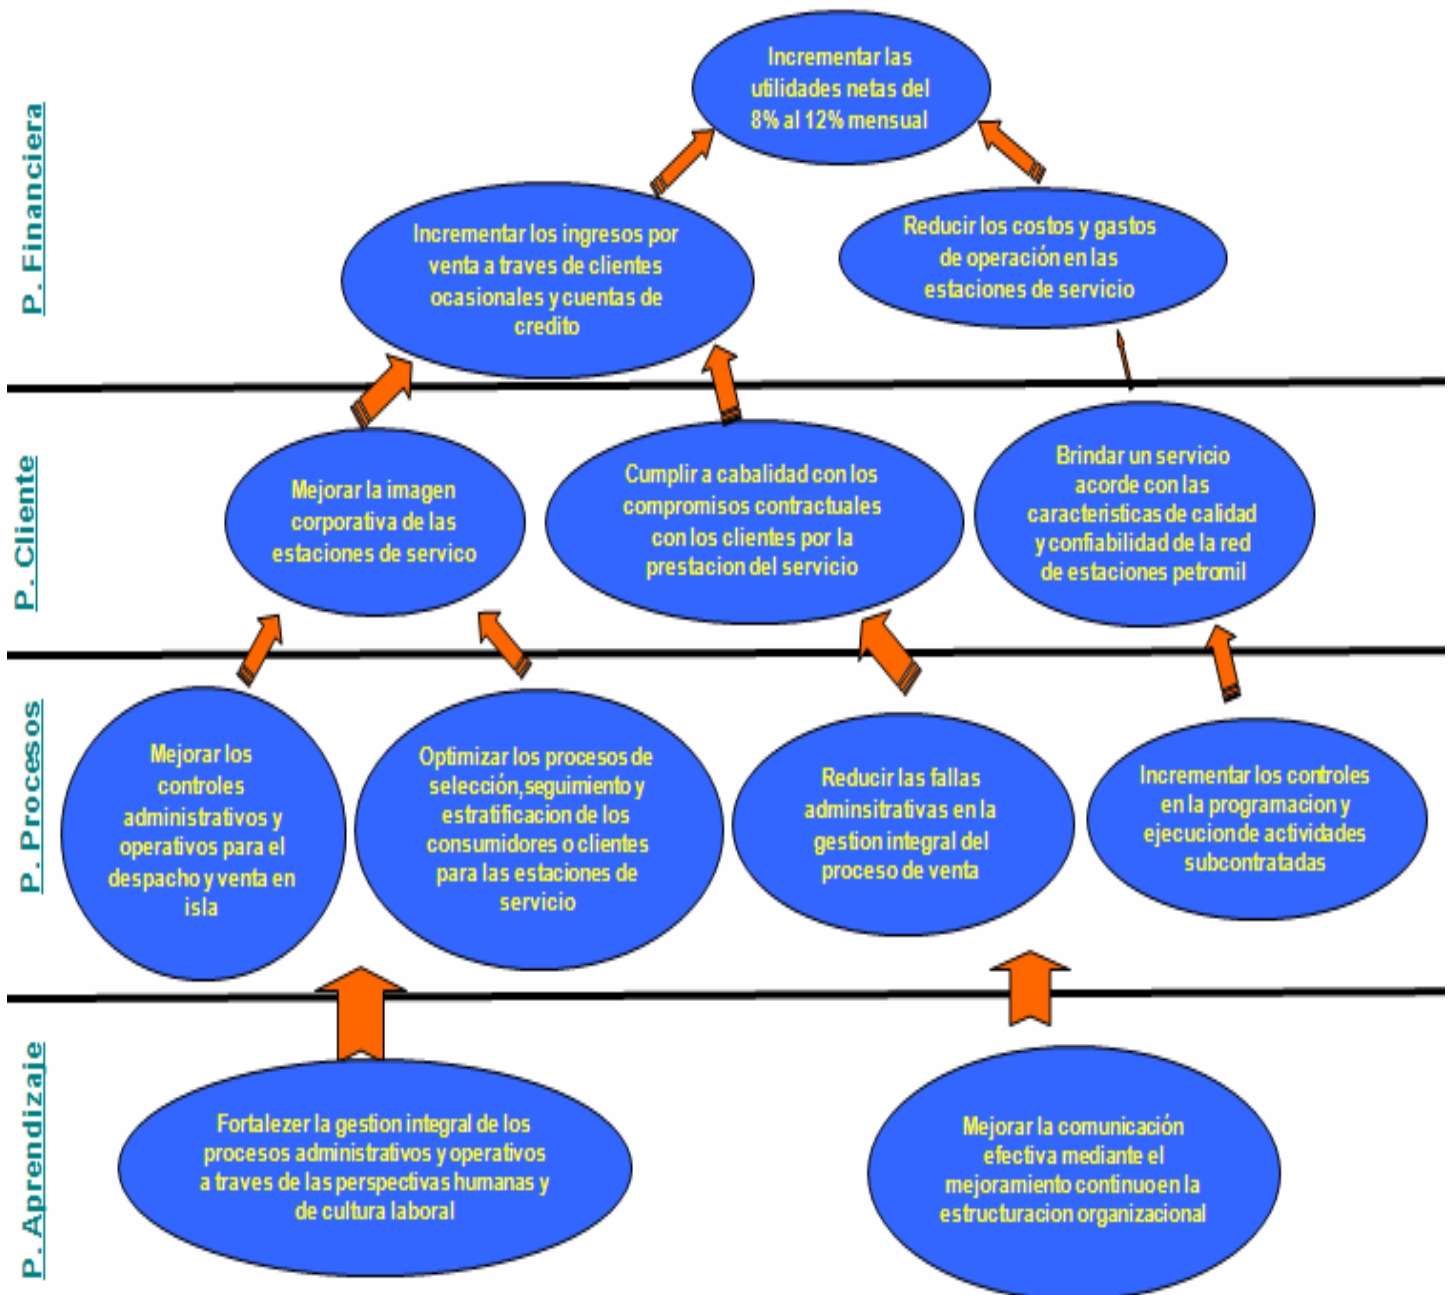 P. Financiera
Incrementar las
utilidades netas del
8% al 12% mensual
Incrementar los ingresos por
venta a traves de clientes
ocasionales y cuentas de
credito
Reducir los costos y gastos
de operación en las
estaciones de servicio
P. Cliente
Mejorar la imagen
corporativa de las
estaciones de servico
Cumplir a cabalidad con los
compromisos contractuales
con los clientes por la
prestacion del servicio
Brindar un servicio
acorde con las
caracteristicas de calidad
y confiabilidad de la red
de estaciones petromil
P. Procesos
Mejorar los
controles
administrativos y
operativos para el
despacho y venta en
isla
Optimizar los procesos de
selección,seguimiento y
estratificacion de los
consumidores o clientes
para las estaciones de
servicio
Reducir las fallas
adminsitrativas en la
gestion integral del
proceso de venta
Incrementar los controles
en la programacion y
ejecucion de actividades
subcontratadas
P. Aprendizaje
Fortalezer la gestion integral de los
procesos administrativos y operativos
a traves de las perspectivas humanas y
de cultura laboral
Mejorar la comunicación
efectiva mediante el
mejoramiento continuo en la
estructuracion organizacional